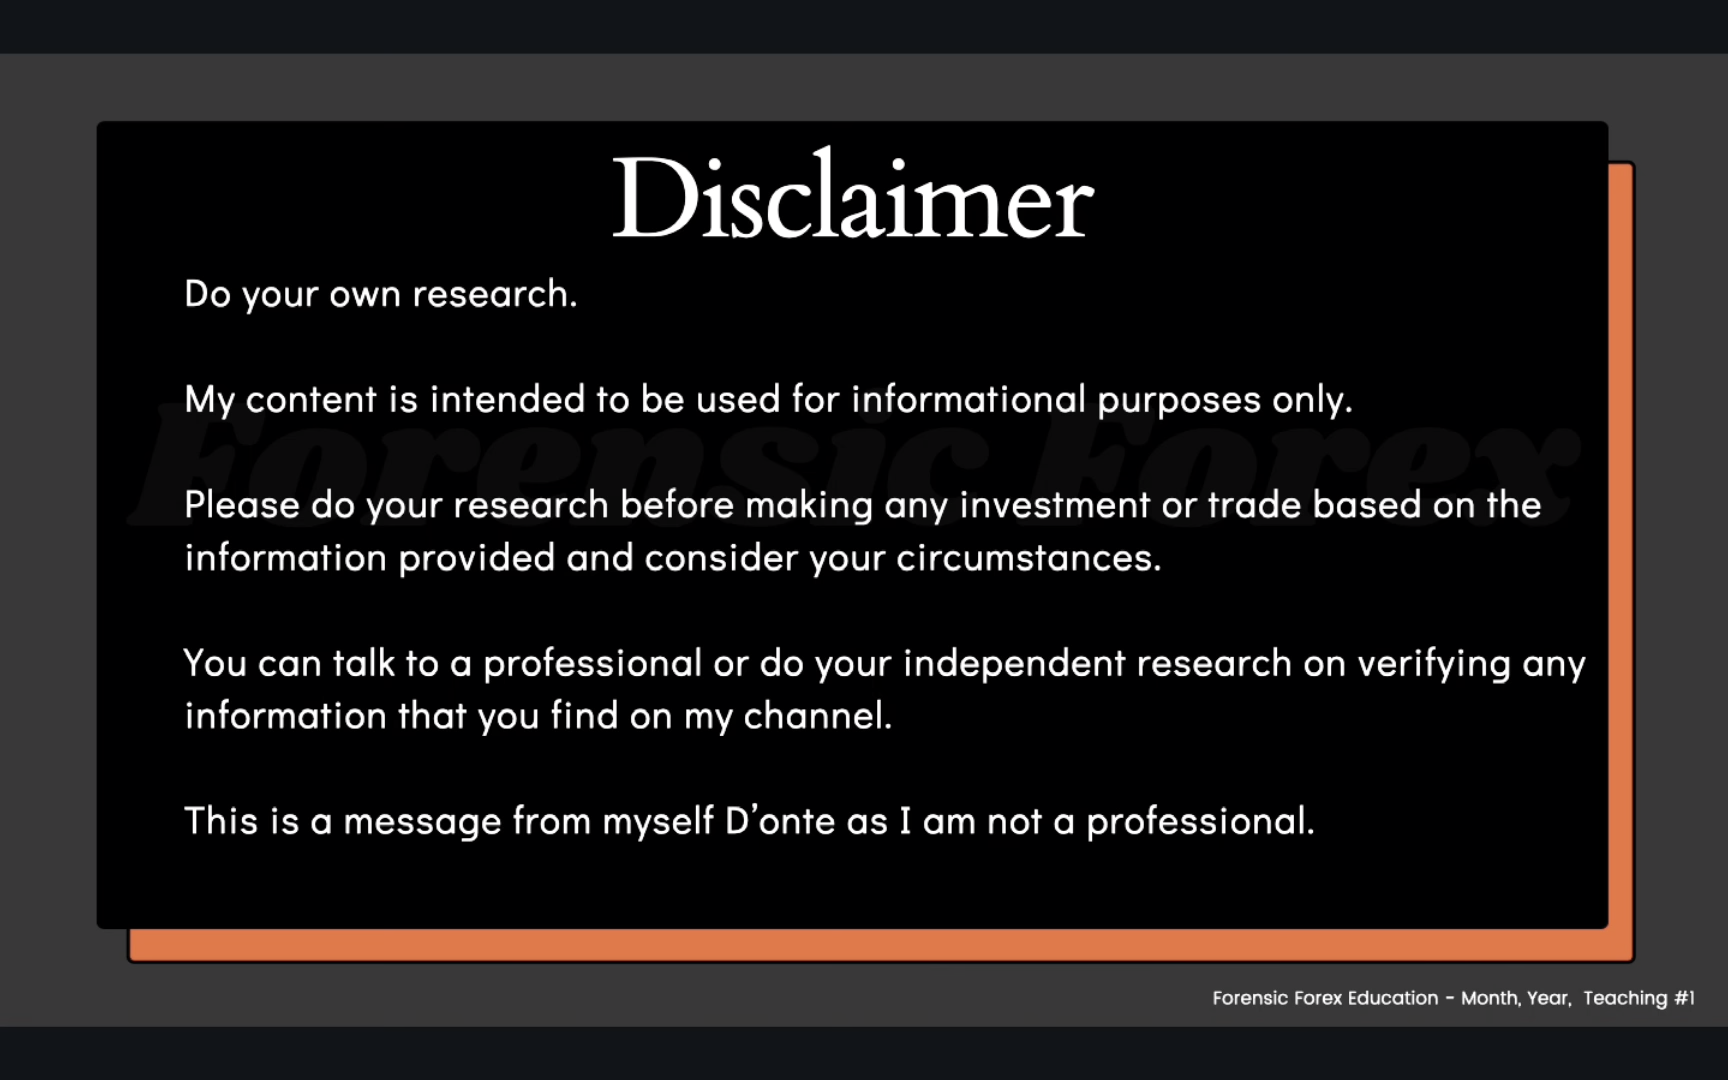 Disclaimer
Do your own research.
My content is intended to be used for informational purposes only.
Forensic Forex
Please do your research before making any investment or trade based on the
information provided and consider your circumstances.
You can talk to a professional or do your independent research on verifying any
information that you find on my channel.
This is a message from myself D’onte as I am not a professional.
Forensic Forex Education - Month, Year,  Teaching #1